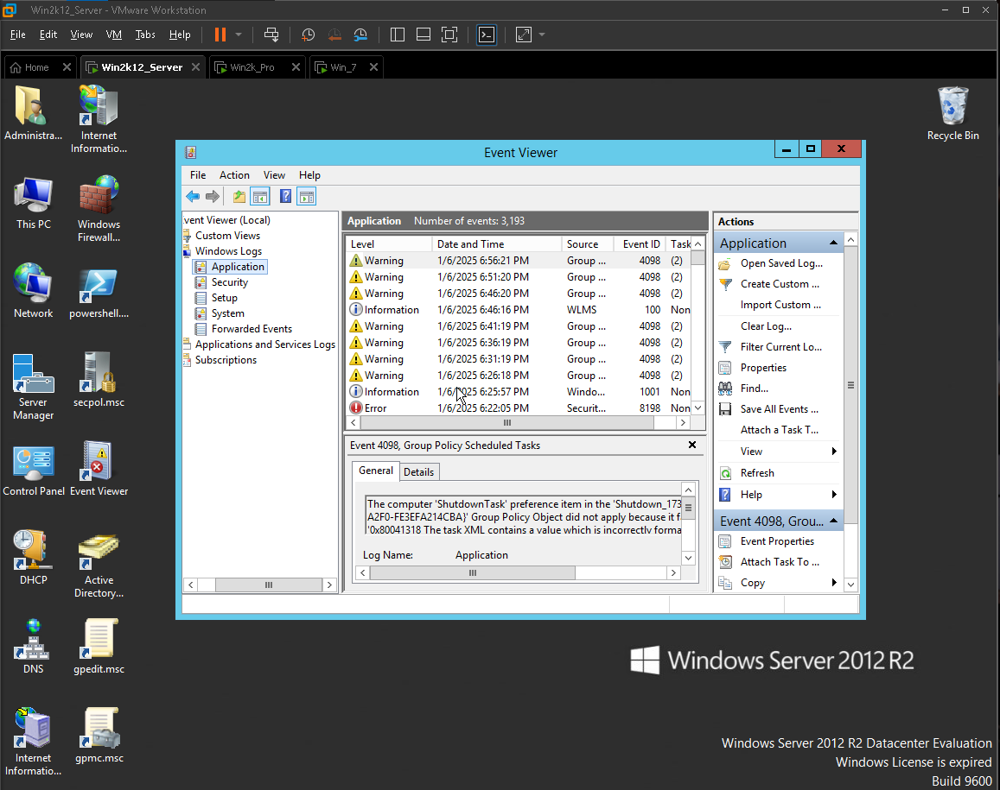 Win2k12_Server - VMware Workstation
File Edit View VM Tabs Help
Home Win2k12_Server Win2k_Pro Win_7
Administra...
Internet
Informatio...
Recycle Bin
This PC
Windows
Firewall...
Network
powershell....
Server
Manager
secpol.msc
Control Panel
Event Viewer
DHCP
Active
Directory...
DNS
gpedit.msc
Internet
Informatio...
gpmc.msc
Event Viewer
File Action View Help
vent Viewer (Local)
Custom Views
Windows Logs
Application
Security
Setup
System
Forwarded Events
Applications and Services Logs
Subscriptions
Application Number of events: 3,193
Level Date and Time Source Event ID Task
Warning 1/6/2025 6:56:21 PM Group ... 4098 (2)
Warning 1/6/2025 6:51:20 PM Group ... 4098 (2)
Warning 1/6/2025 6:46:20 PM Group ... 4098 (2)
Information 1/6/2025 6:46:16 PM WLMS 100 Non
Warning 1/6/2025 6:41:19 PM Group ... 4098 (2)
Warning 1/6/2025 6:36:19 PM Group ... 4098 (2)
Warning 1/6/2025 6:31:19 PM Group ... 4098 (2)
Warning 1/6/2025 6:26:18 PM Group ... 4098 (2)
Information 1/6/2025 6:25:57 PM Windo... 1001 Non
Error 1/6/2025 6:22:05 PM Securit... 8198 Non
Event 4098, Group Policy Scheduled Tasks
General Details
The computer 'ShutdownTask' preference item in the 'Shutdown_173
A2F0-FE3EFA214CBA}' Group Policy Object did not apply because it f
'0x80041318 The task XML contains a value which is incorrectly forma
Log Name: Application
Actions
Application
Open Saved Log...
Create Custom ...
Import Custom ...
Clear Log...
Filter Current Lo...
Properties
Find...
Save All Events ...
Attach a Task T...
View
Refresh
Help
Event 4098, Grou...
Event Properties
Attach Task To ...
Copy
Windows Server 2012 R2
Windows Server 2012 R2 Datacenter Evaluation
Windows License is expired
Build 9600